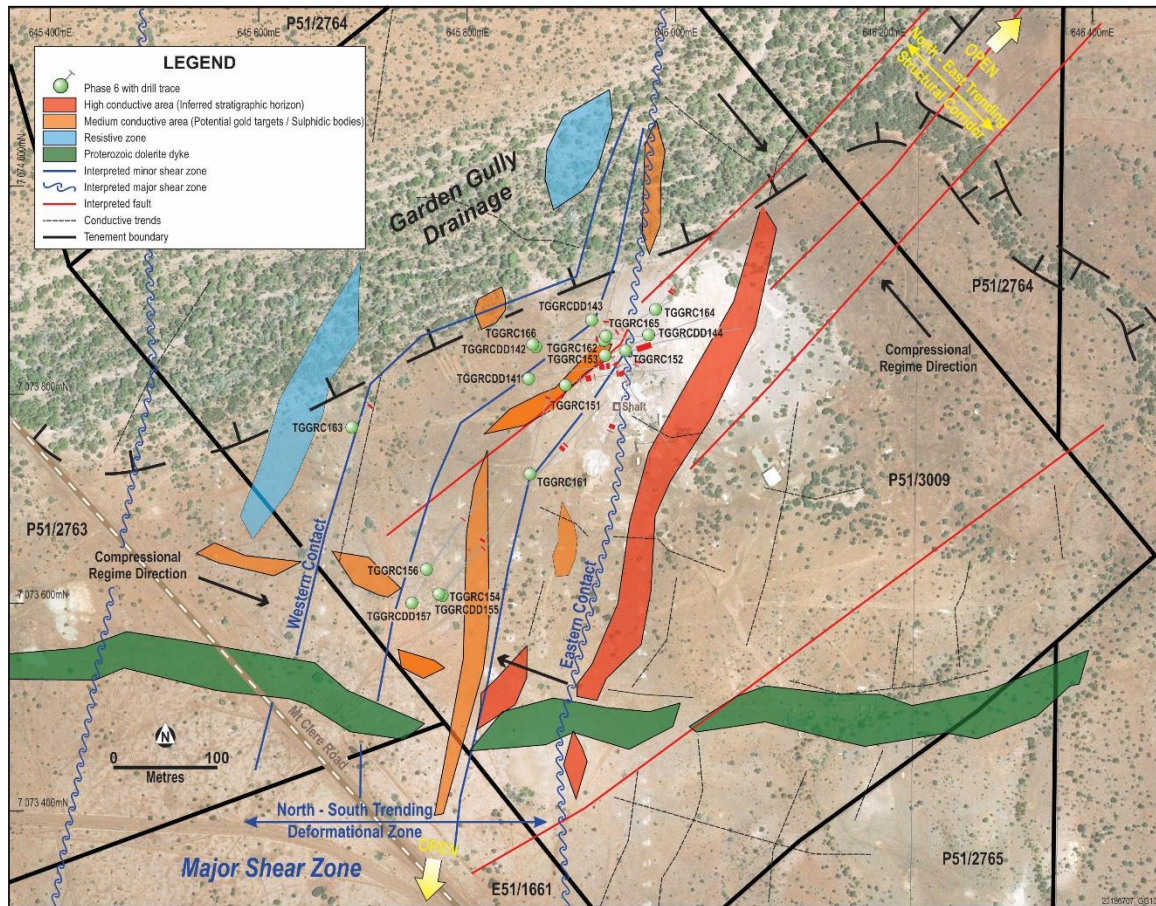 P51/2764
645 400mE
645 600mE
645 800mE
646 000mE
646 200mE
646 400mE
LEGEND
Phase 6 with drill trace
High conductive area (Inferred stratigraphic horizon)
Medium conductive area (Potential gold targets / Sulphidic bodies)
Resistive zone
Proterozoic dolerite dyke
Interpreted minor shear zone
Interpreted major shear zone
Interpreted fault
Conductive trends
Tenement boundary
OPEN
North - East Trending
Structural Corridor
7 074 000mN
Garden Gully
Drainage
P51/2764
TGGRCDD143
TGGRC164
TGGRC166
TGGRC165
TGGRCDD142
TGGRC162
TGGRCDD144
TGGRC153
TGGRC152
Compressional
Regime Direction
TGGRCDD141
7 073 800mN
TGGRC151
Shaft
TGGRC163
TGGRC161
P51/3009
P51/2763
Compressional
Regime Direction
Western Contact
TGGRC156
TGGRC154
TGGRCDD155
TGGRCDD157
7 073 600mN
Eastern Contact
N
0 100
Metres
Mt Clere Road
7 073 400mN
North - South Trending
Deformational Zone
OPEN
Major Shear Zone
E51/1661
P51/2765